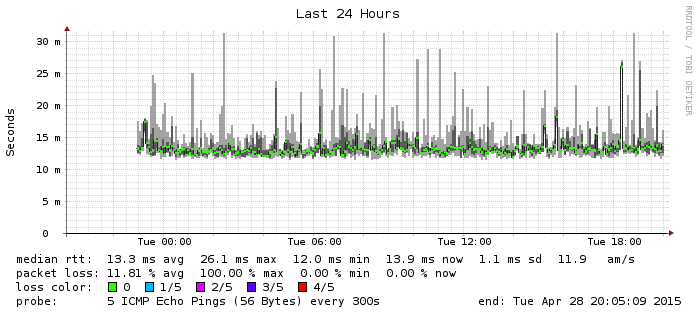 Last 24 Hours
RRDTOOL / TOBI OETIKER
Seconds
30 m
25 m
20 m
15 m
10 m
5 m
0
Tue 00:00 Tue 06:00 Tue 12:00 Tue 18:00
median rtt: 13.3 ms avg 26.1 ms max 12.0 ms min 13.9 ms now 1.1 ms sd 11.9 am/s
packet loss: 11.81 % avg 100.00 % max 0.00 % min 0.00 % now
loss color: 0 1/5 2/5 3/5 4/5
probe: 5 ICMP Echo Pings (56 Bytes) every 300s end: Tue Apr 28 20:05:09 2015